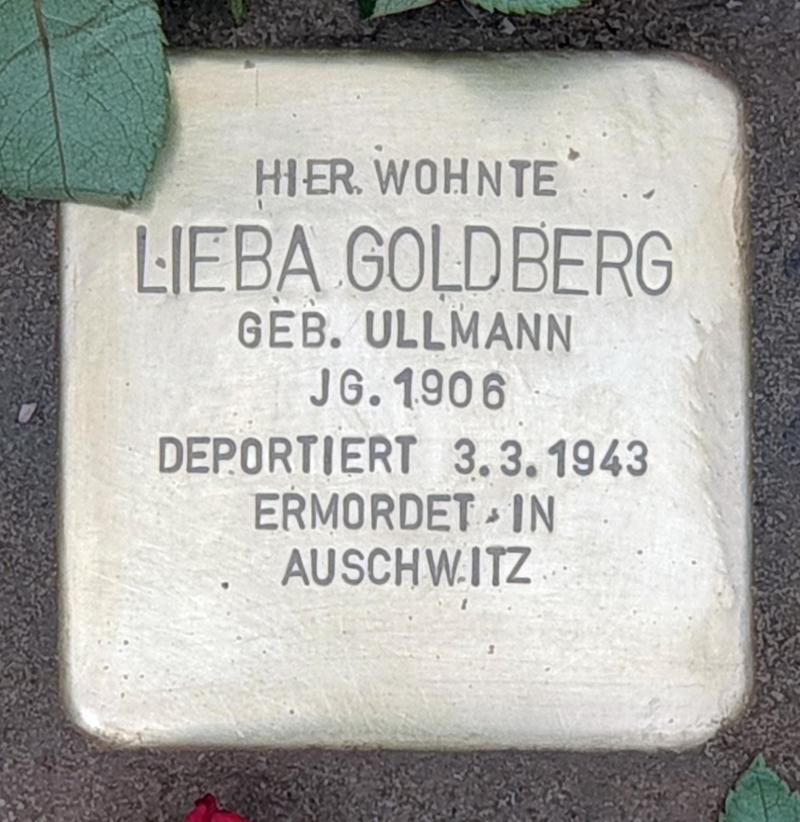 HIER WOHNTE
LIEBA GOLDBERG
GEB. ULLMANN
JG. 1906
DEPORTIERT 3.3.1943
ERMORDET IN
AUSCHWITZ